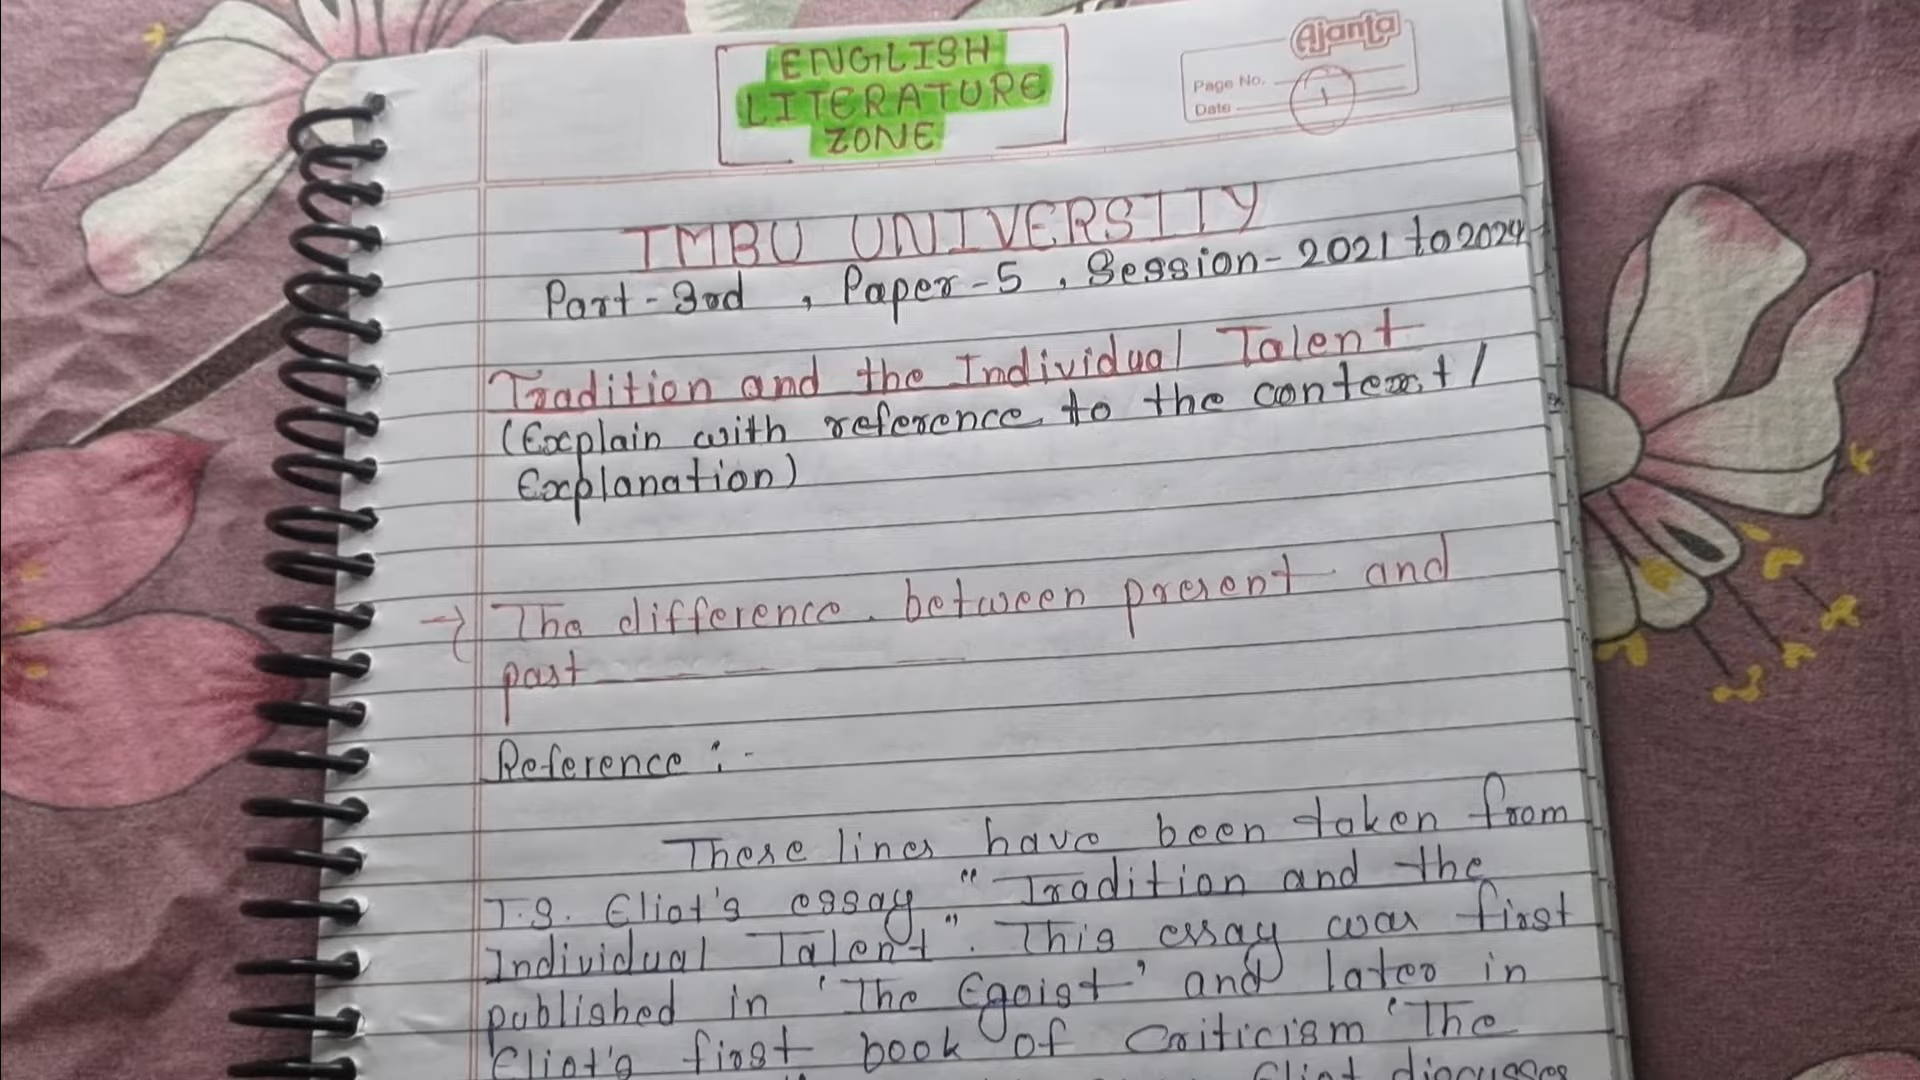 ENGLISH
LITERATURE
ZONE
Ajanta
Page No. 1
Date
TMBU UNIVERSITY
Part-3rd, Paper-5, Session-2021 to 2024
Tradition and the Individual Talent
(Explain with reference to the context/
Explanation)
→ The difference between present and
past
Reference:-
These lines have been taken from
T.S. Eliot's essay "Tradition and the
Individual Talent". This essay was first
published in 'The Egoist' and later in
Eliot's first book of criticism 'The
Eliot discusses